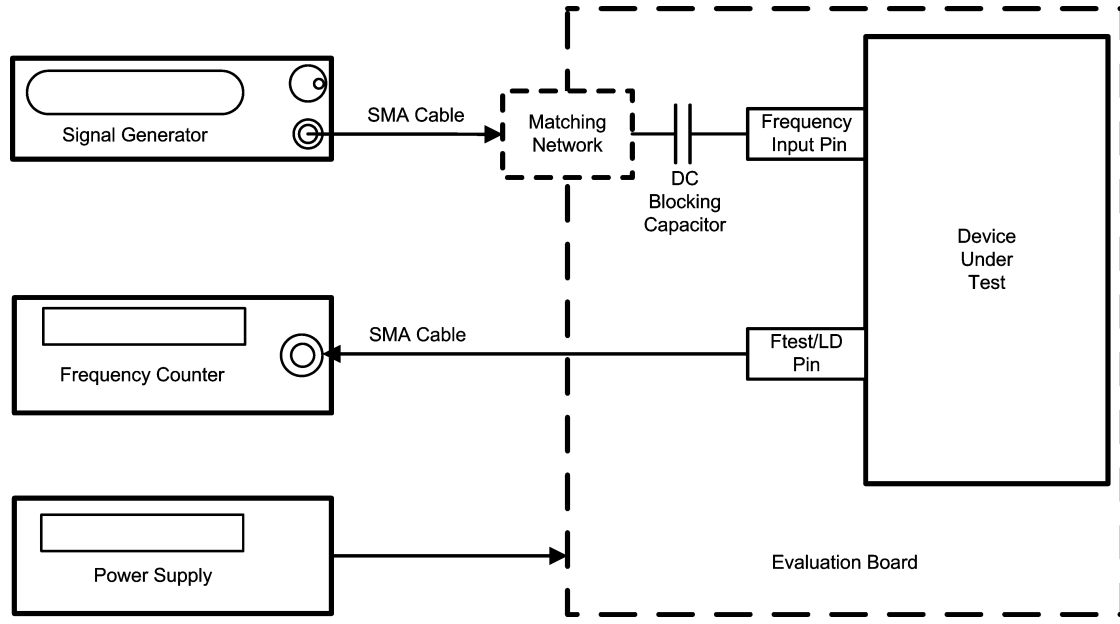 Signal Generator
SMA Cable
Matching
Network
DC
Blocking
Capacitor
Frequency
Input Pin
Device
Under
Test
Frequency Counter
SMA Cable
Ftest/LD
Pin
Power Supply
Evaluation Board